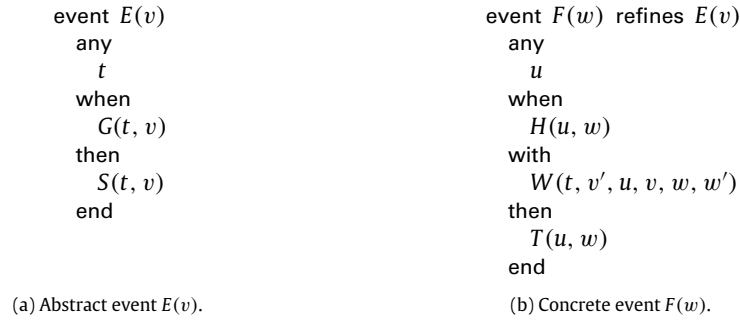 event E(v)
any
t
when
G(t, v)
then
S(t, v)
end
(a) Abstract event E(v).
event F(w) refines E(v)
any
u
when
H(u, w)
with
W(t, v′, u, v, w, w′)
then
T(u, w)
end
(b) Concrete event F(w).